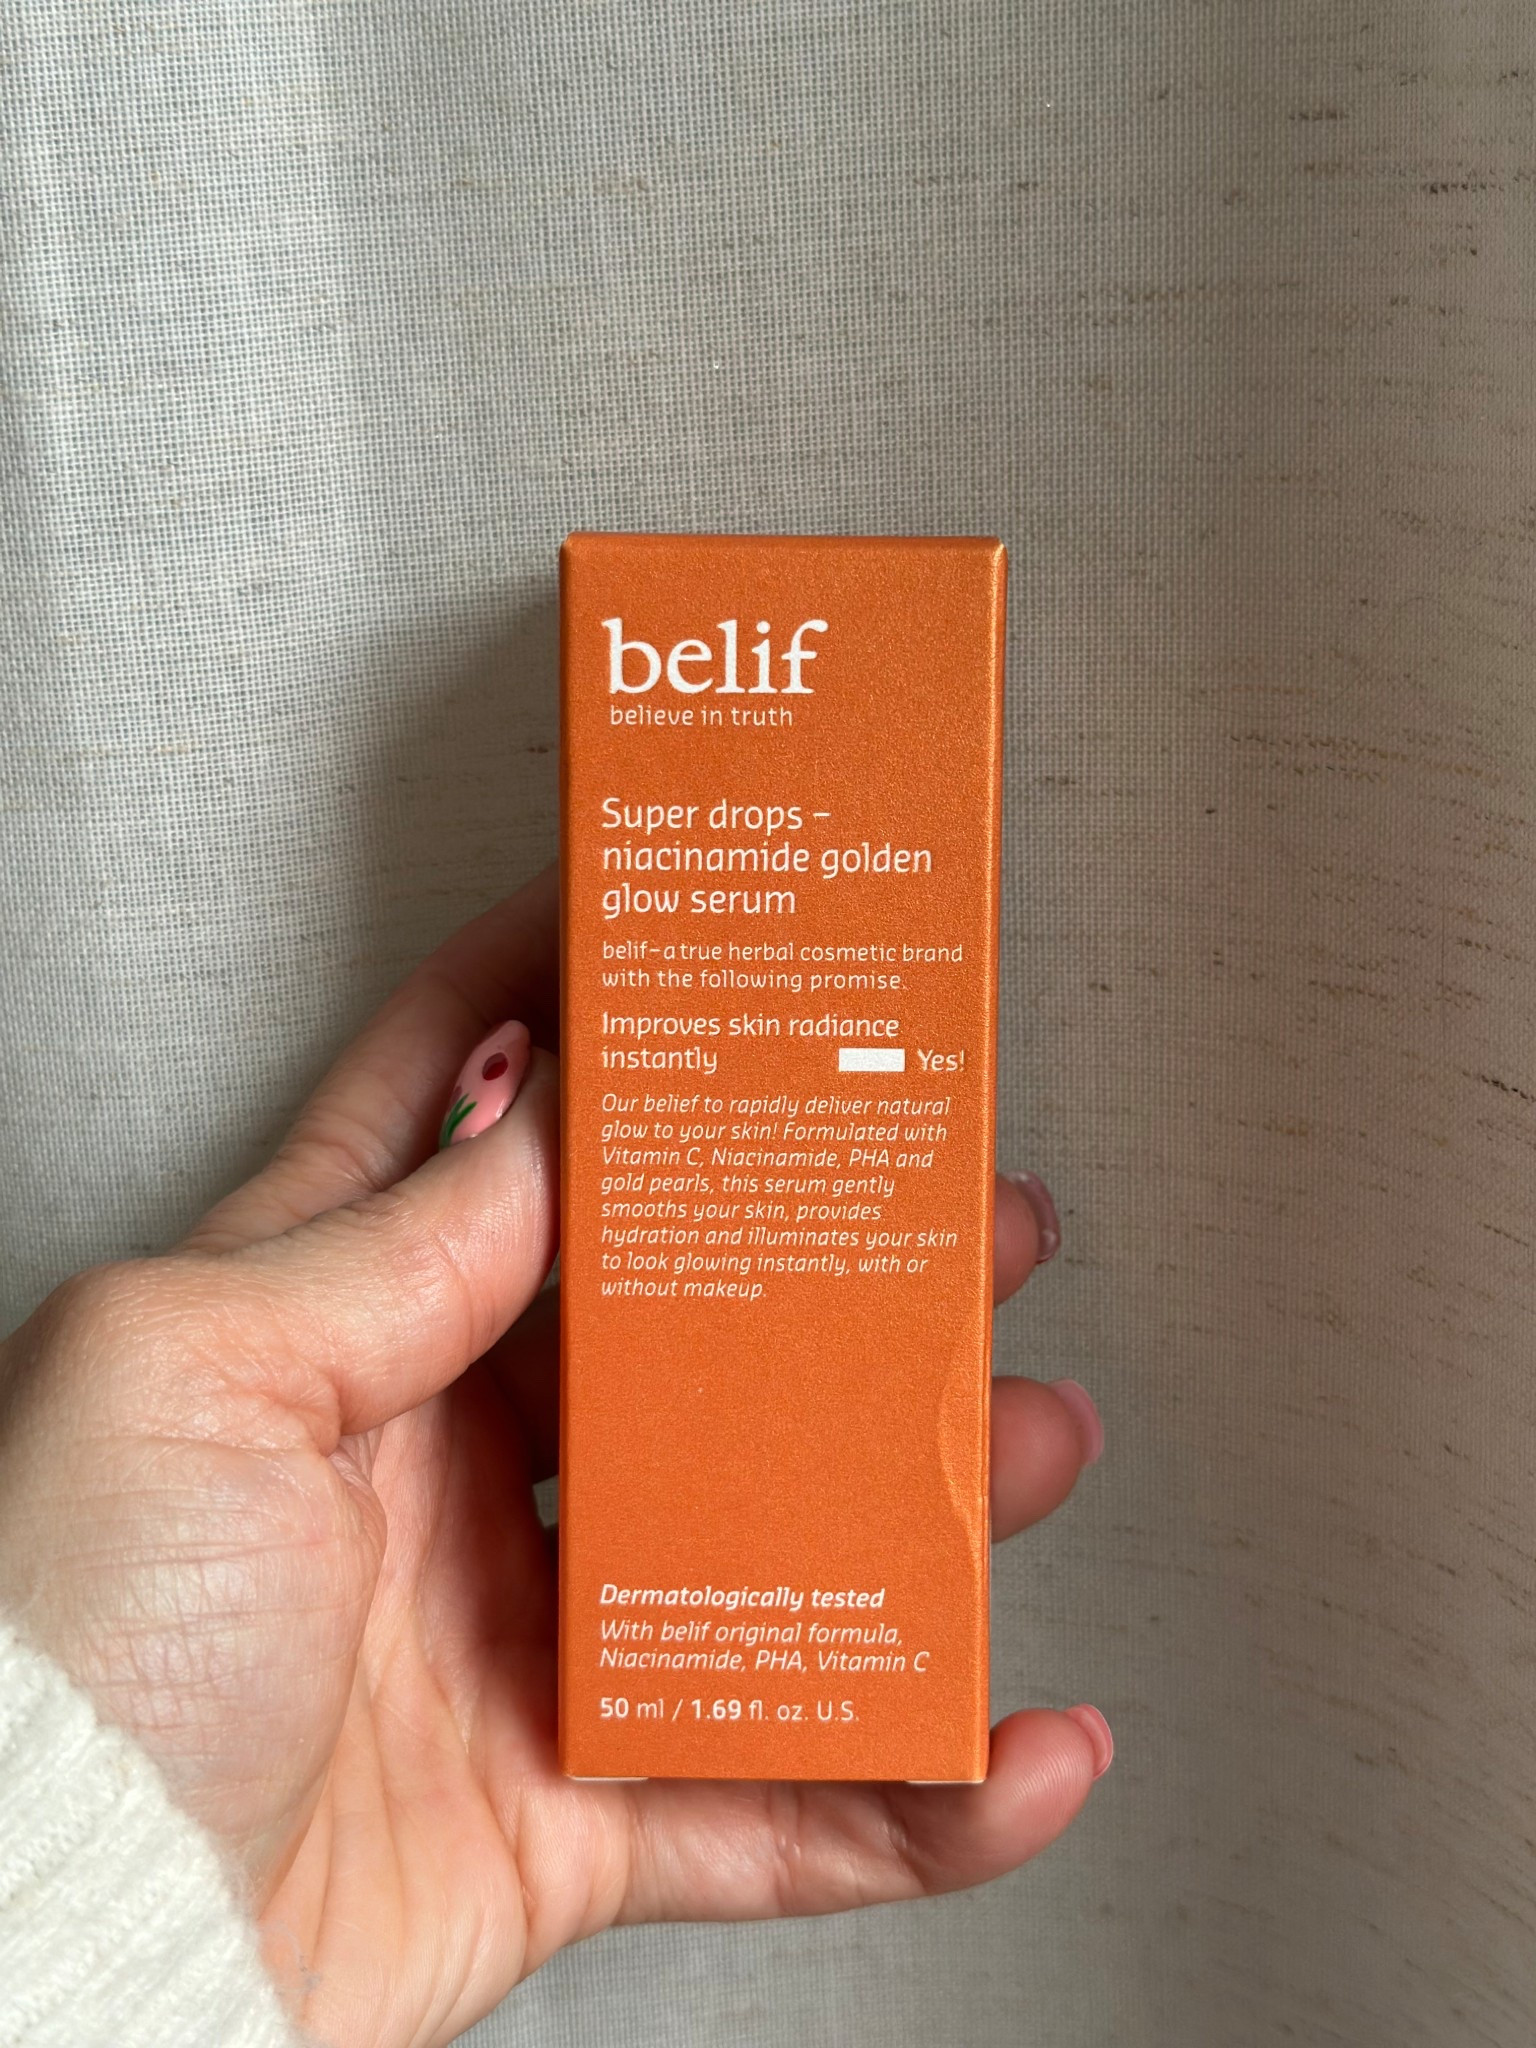 belif
believe in truth
Super drops –
niacinamide golden
glow serum
belif–a true herbal cosmetic brand
with the following promise.
Improves skin radiance
instantly Yes!
Our belief to rapidly deliver natural
glow to your skin! Formulated with
Vitamin C, Niacinamide, PHA and
gold pearls, this serum gently
smooths your skin, provides
hydration and illuminates your skin
to look glowing instantly, with or
without makeup.
Dermatologically tested
With belif original formula,
Niacinamide, PHA, Vitamin C
50 ml / 1.69 fl. oz. U.S.